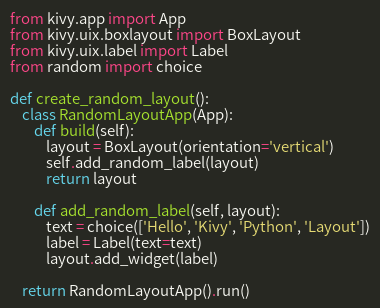 from kivy.app import App
from kivy.uix.boxlayout import BoxLayout
from kivy.uix.label import Label
from random import choice

def create_random_layout():
    class RandomLayoutApp(App):
        def build(self):
            layout = BoxLayout(orientation='vertical')
            self.add_random_label(layout)
            return layout

        def add_random_label(self, layout):
            text = choice(['Hello', 'Kivy', 'Python', 'Layout'])
            label = Label(text=text)
            layout.add_widget(label)

    return RandomLayoutApp().run()